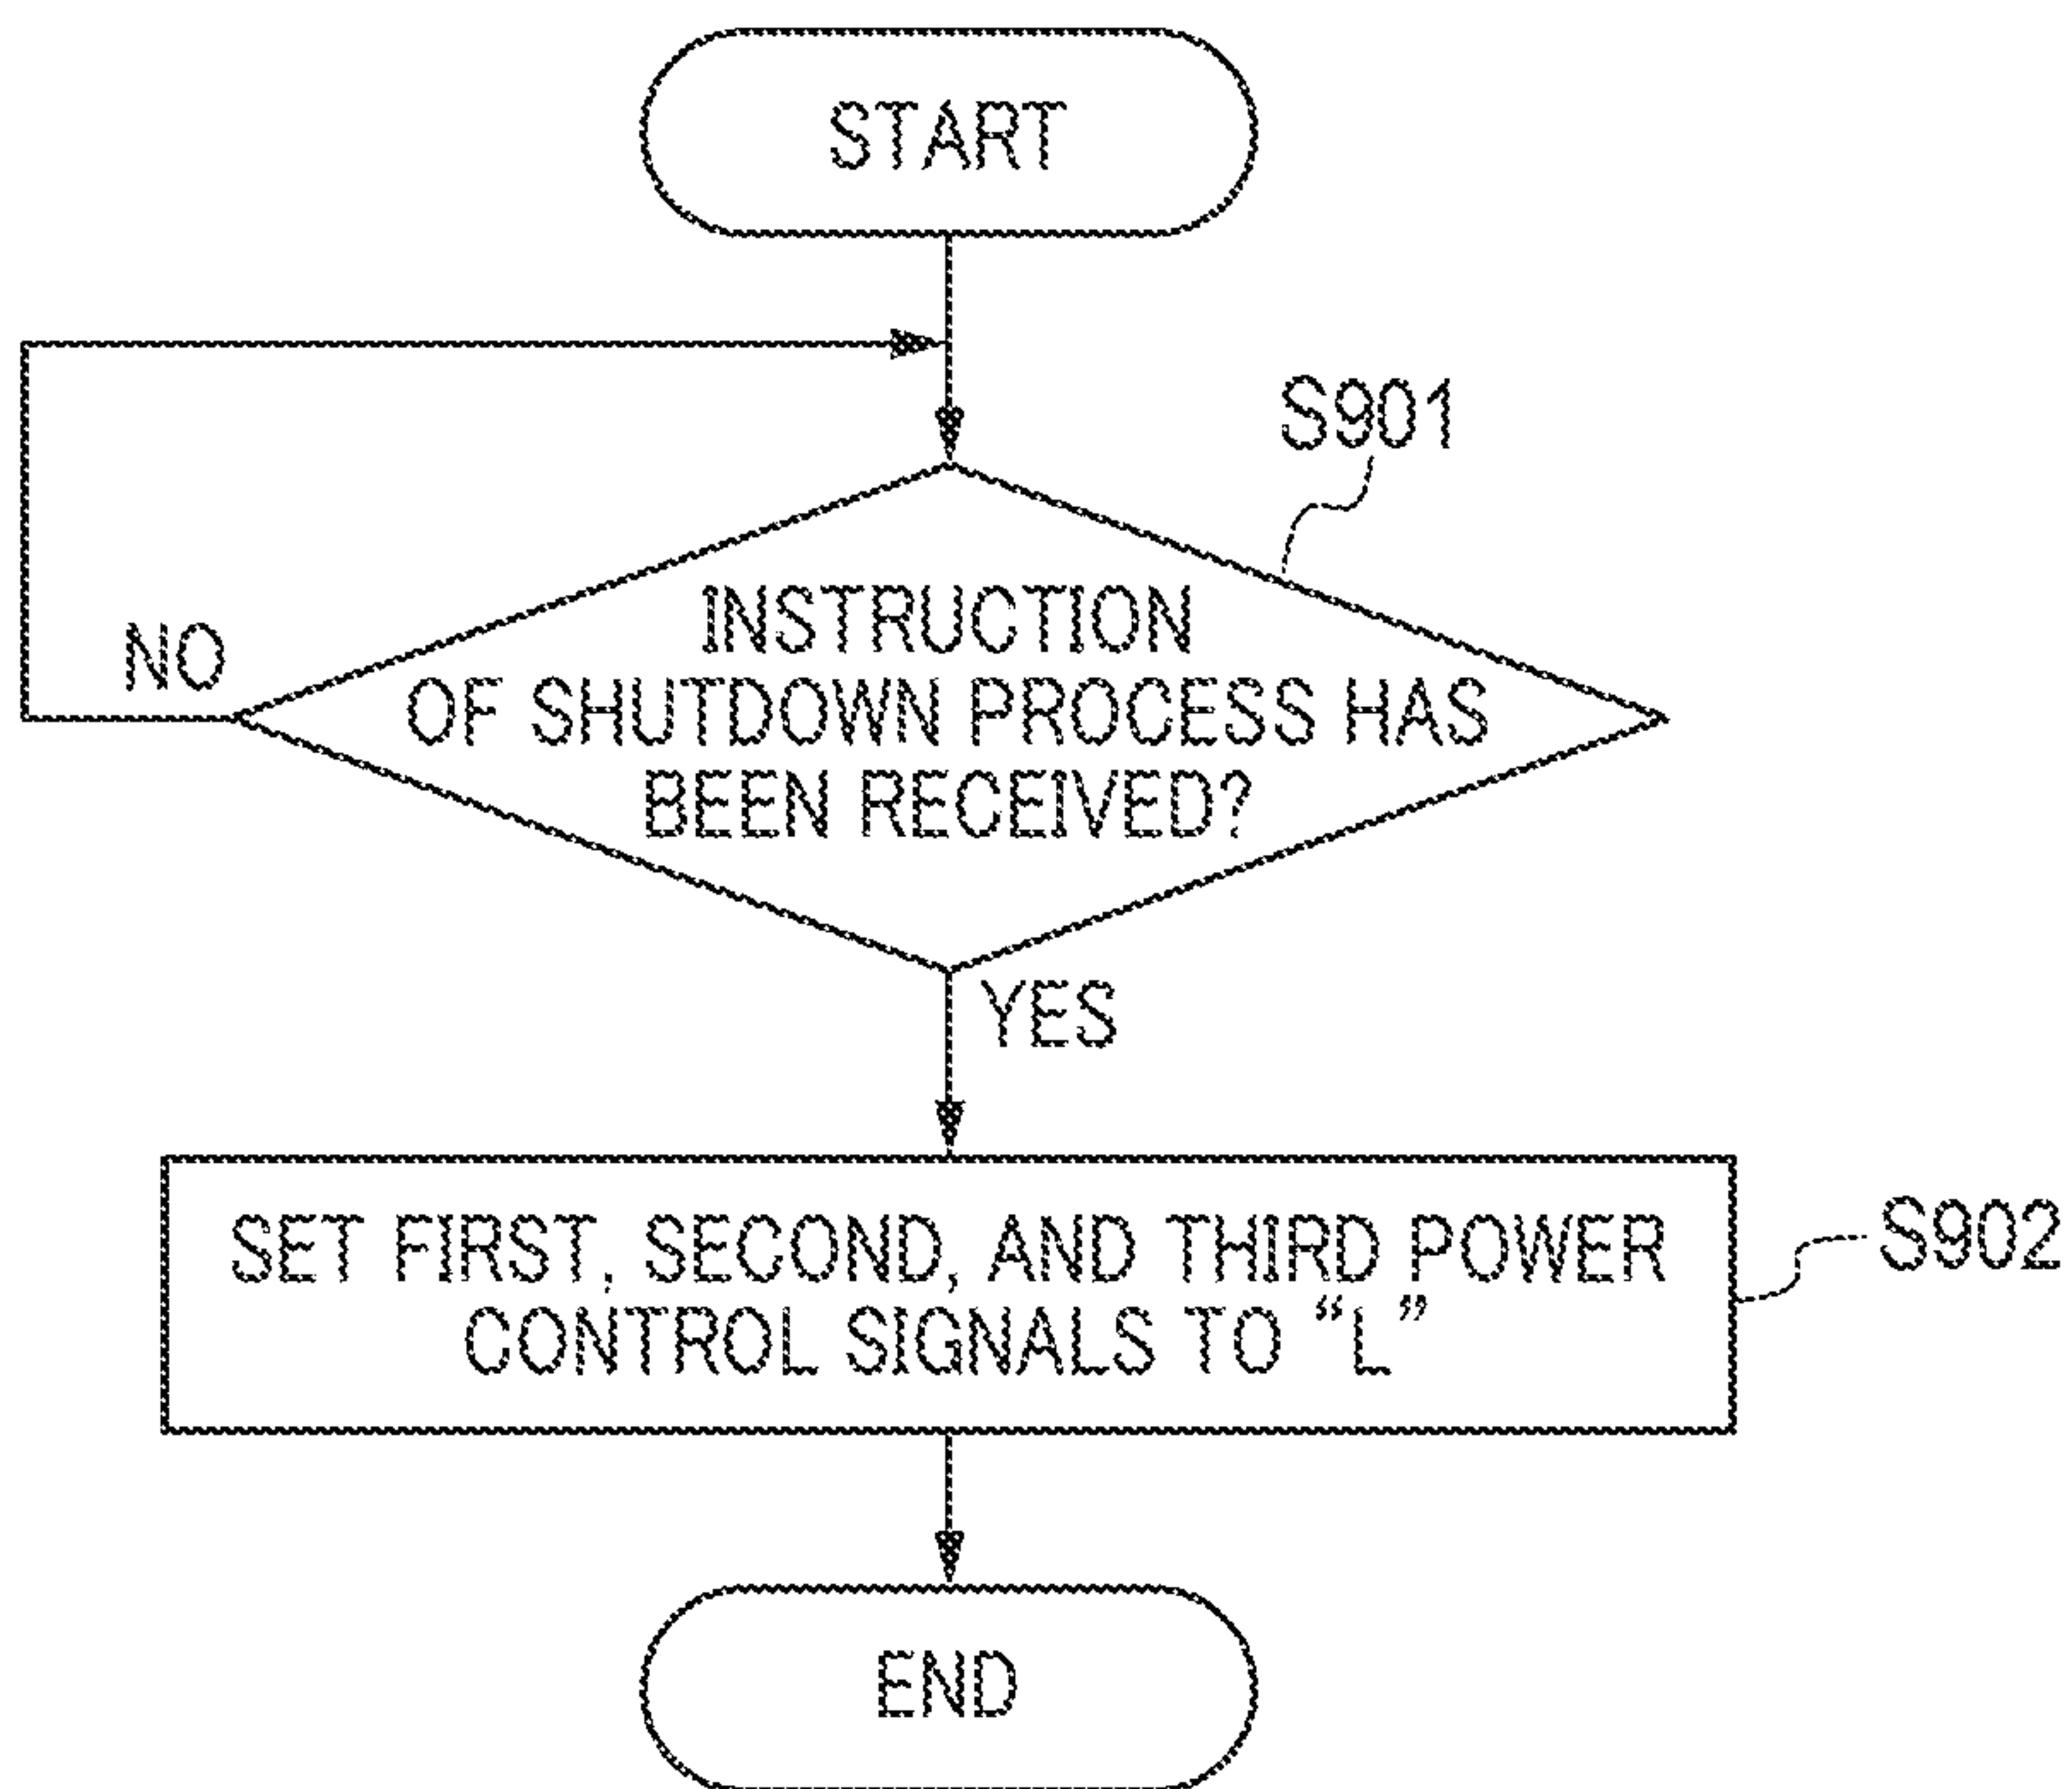 START
S901
INSTRUCTION
OF SHUTDOWN PROCESS HAS
BEEN RECEIVED?
NO
YES
SET FIRST, SECOND, AND THIRD POWER
CONTROL SIGNALS TO “L”
S902
END